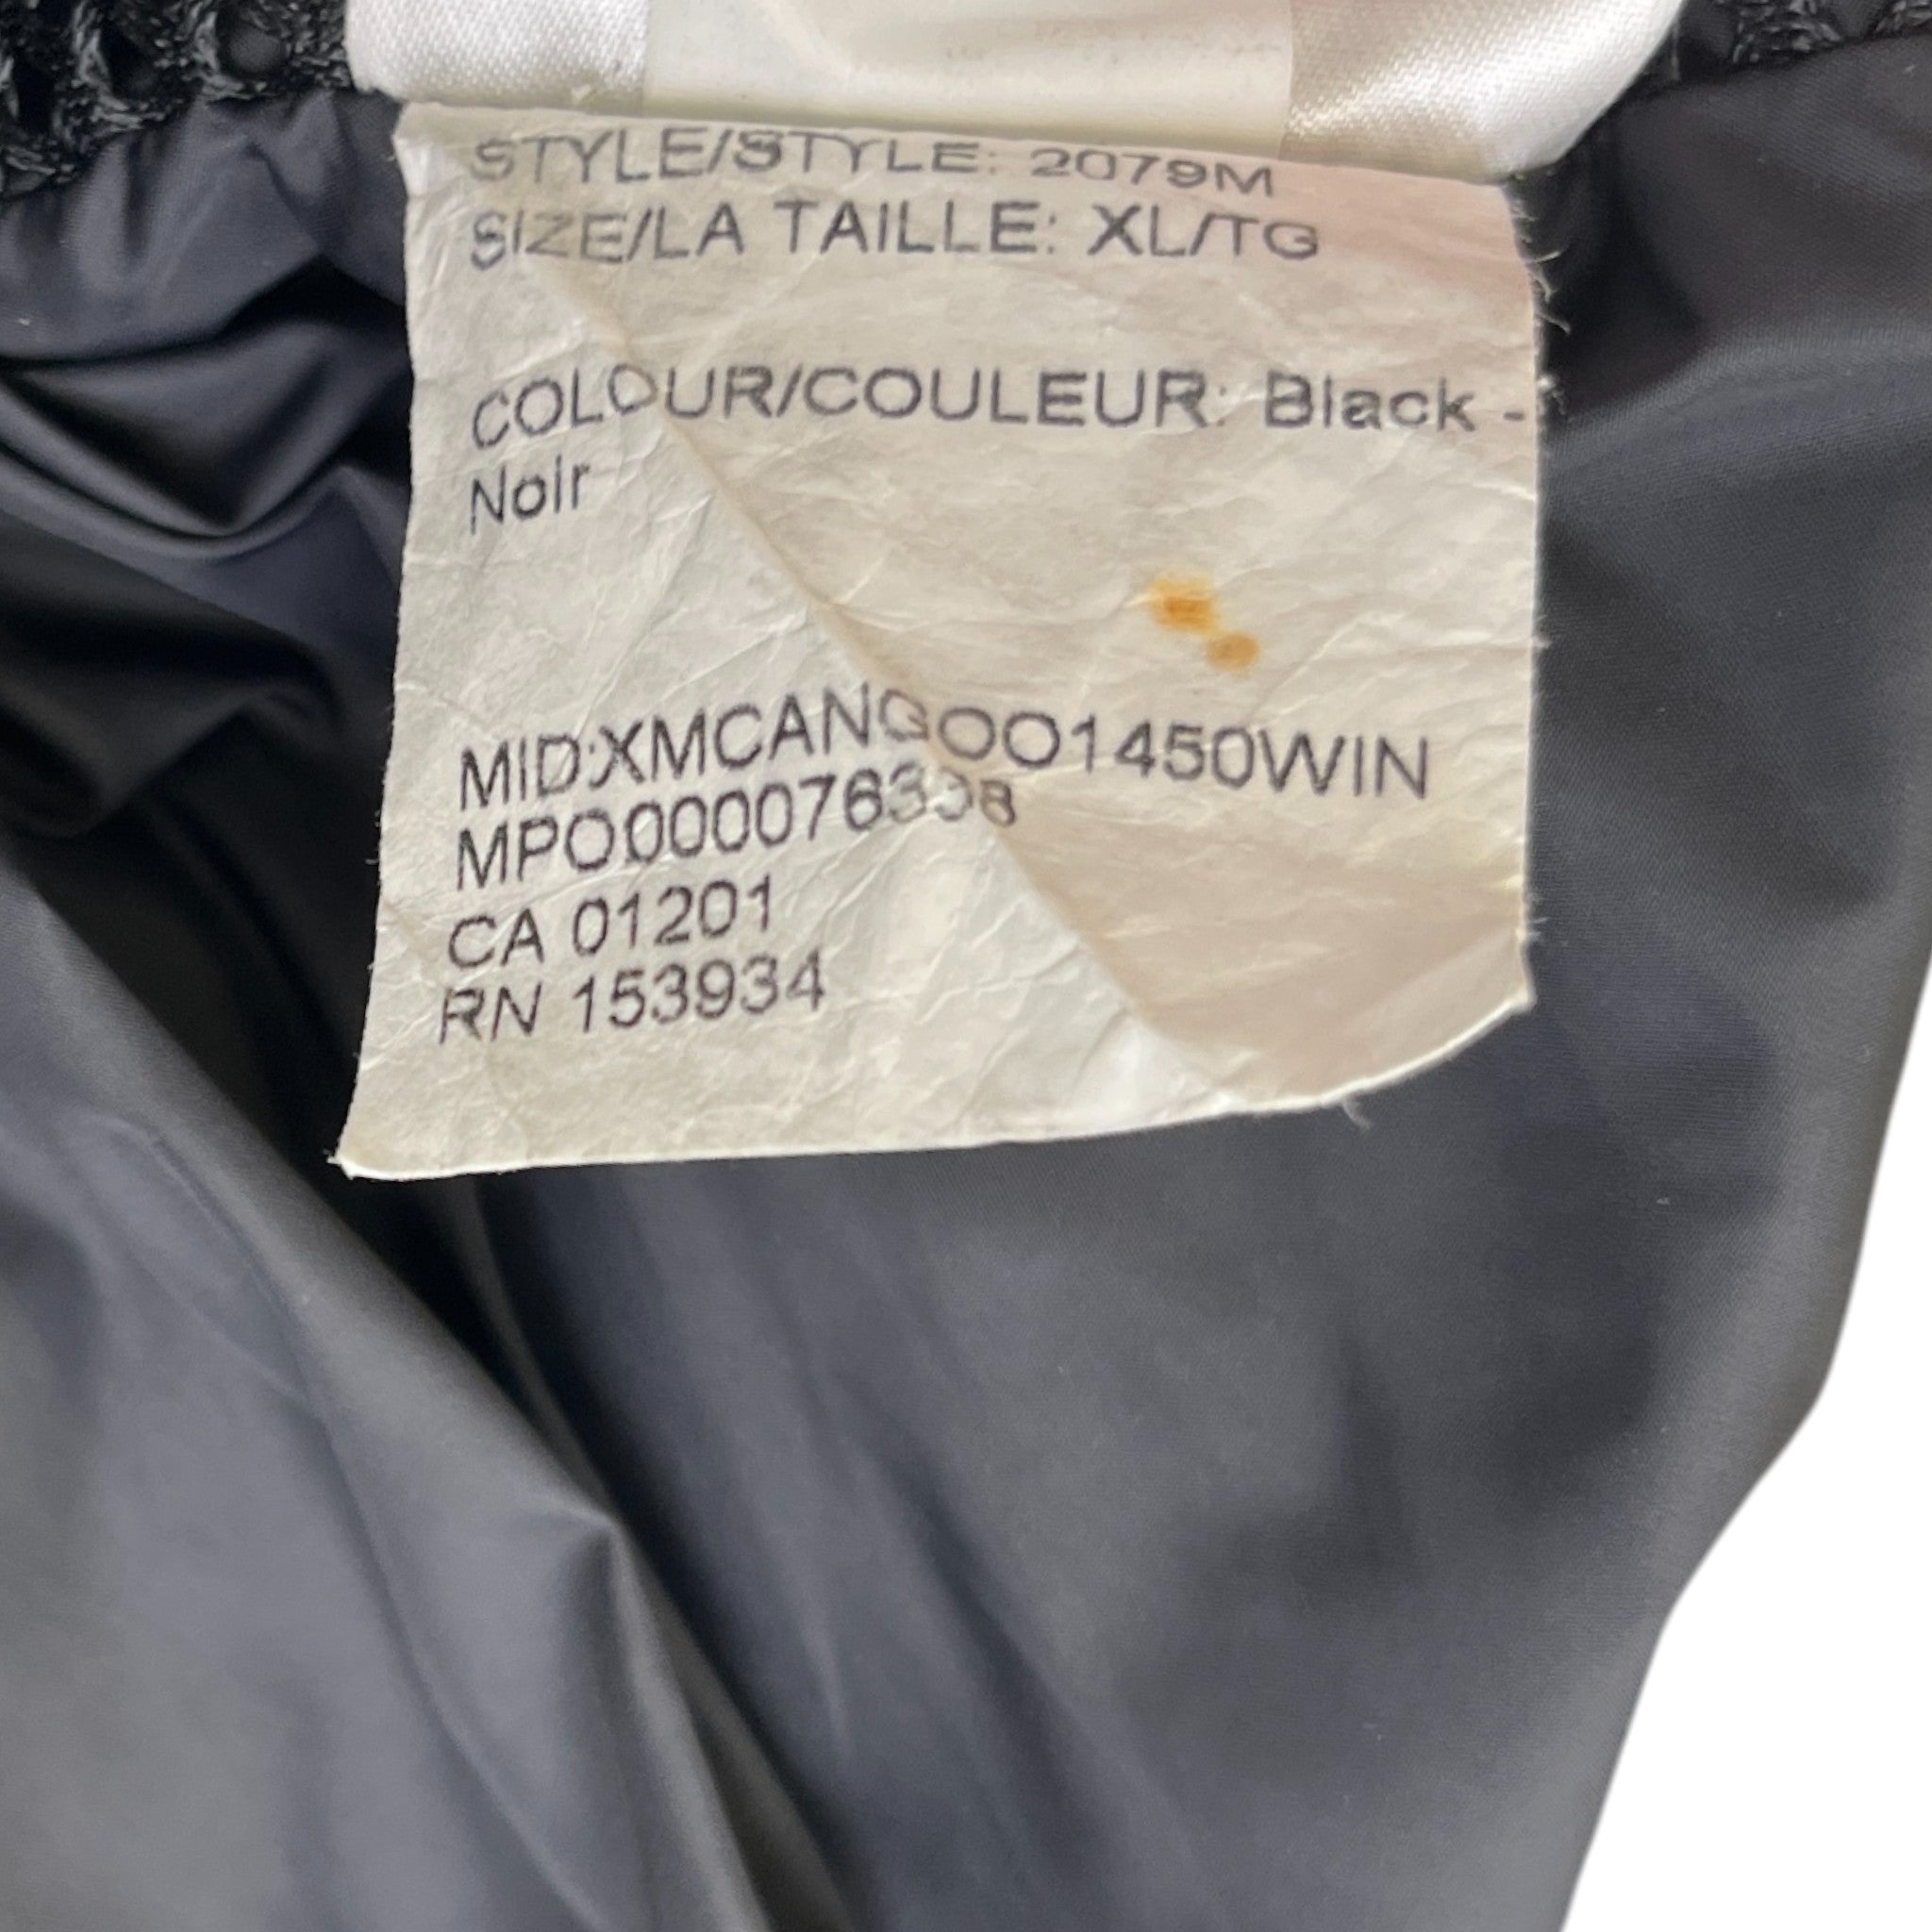 STYLE/STYLE: 2079M
SIZE/LA TAILLE: XL/TG
COLOUR/COULEUR: Black -
Noir
MID:XMCANGOO1450WIN
CA 01201
RN 153934